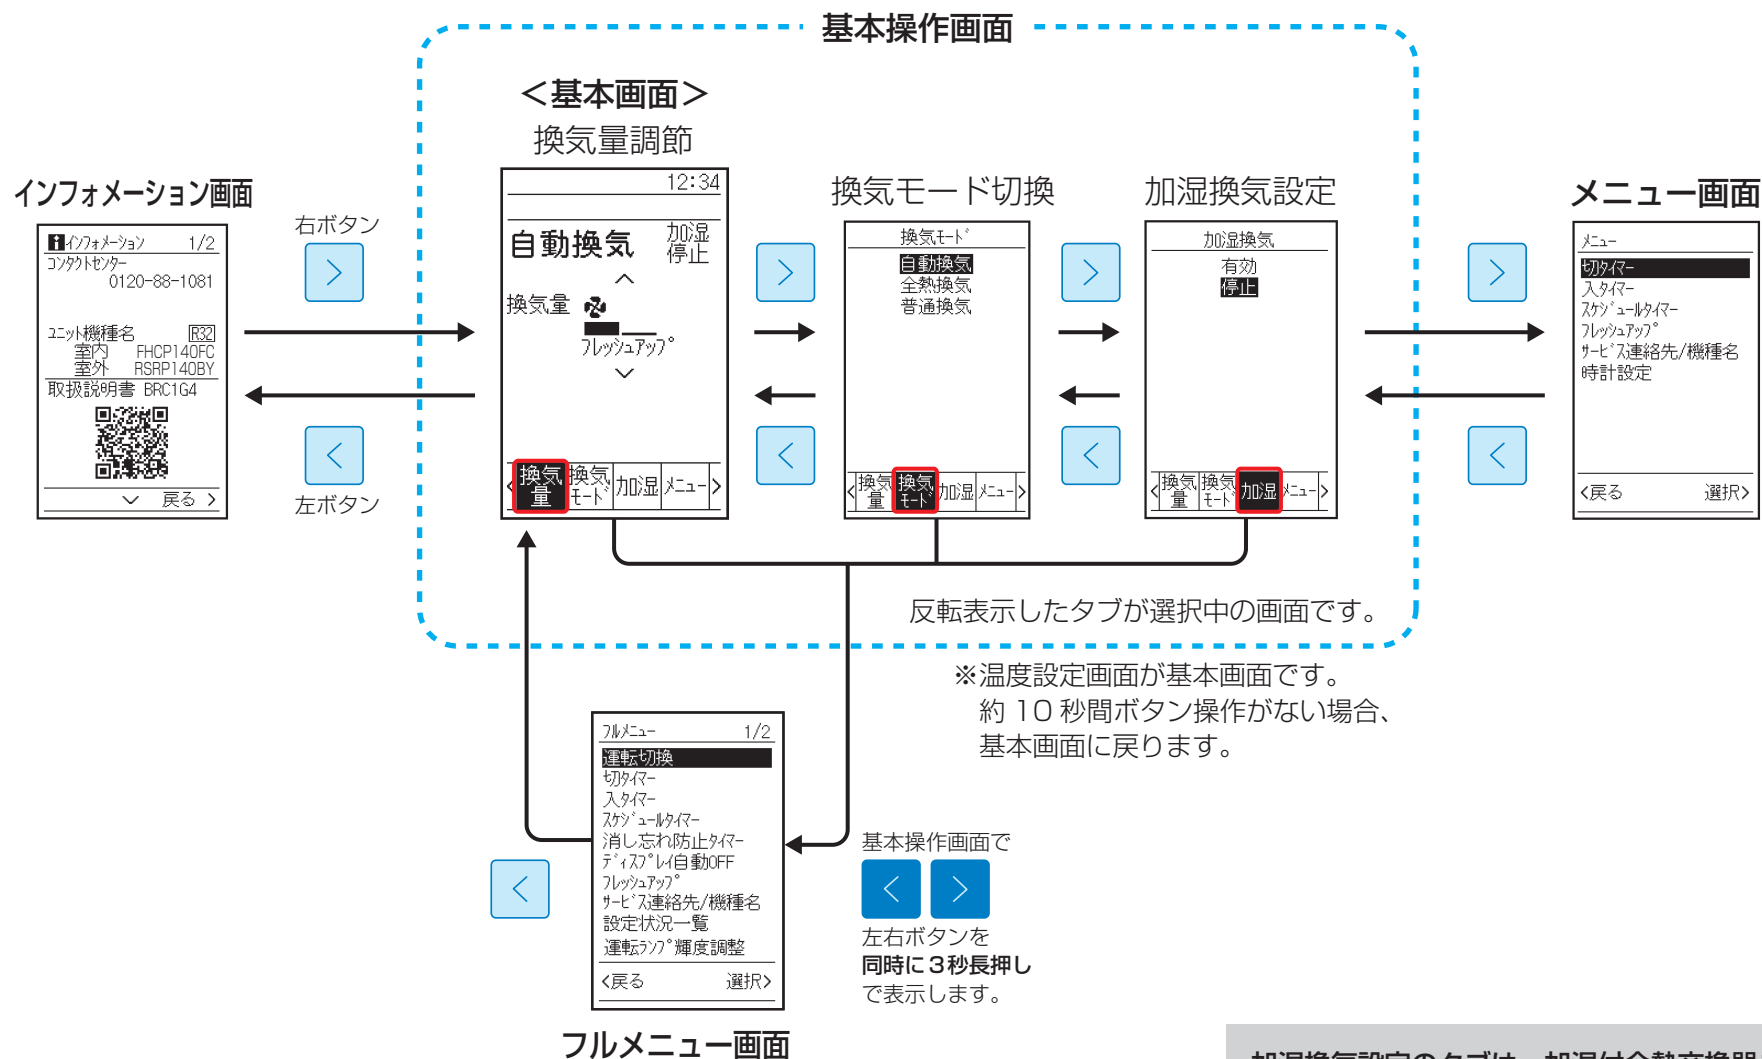 基本操作画面
＜基本画面＞
換気量調節
12:34
自動換気
加湿
停止
換気量
フレッシュアップ
<
換気
量
換気
モード
加湿
メニュー
>
インフォメーション画面
インフォメーション 1/2
コンタクトセンター
0120-88-1081
ユニット機種名 R32
室内 FHCP140FC
室外 RSRP140BY
取扱説明書 BRC1G4
戻る >
右ボタン
>
<
左ボタン
換気モード切換
換気モード
自動換気
全熱換気
普通換気
<
換気
量
換気
モード
加湿
メニュー
>
>
<
加湿換気設定
加湿換気
有効
停止
<
換気
量
換気
モード
加湿
メニュー
>
>
<
メニュー画面
メニュー
切タイマー
入タイマー
スケジュールタイマー
フレッシュアップ
サービス連絡先/機種名
時計設定
<戻る 選択>
>
<
反転表示したタブが選択中の画面です。
※温度設定画面が基本画面です。
約 10 秒間ボタン操作がない場合、
基本画面に戻ります。
フルメニュー 1/2
運転切換
切タイマー
入タイマー
スケジュールタイマー
消し忘れ防止タイマー
ディスプレイ自動OFF
フレッシュアップ
サービス連絡先/機種名
設定状況一覧
運転ランプ輝度調整
<戻る 選択>
<
フルメニュー画面
基本操作画面で
< >
左右ボタンを
同時に３秒長押し
で表示します。